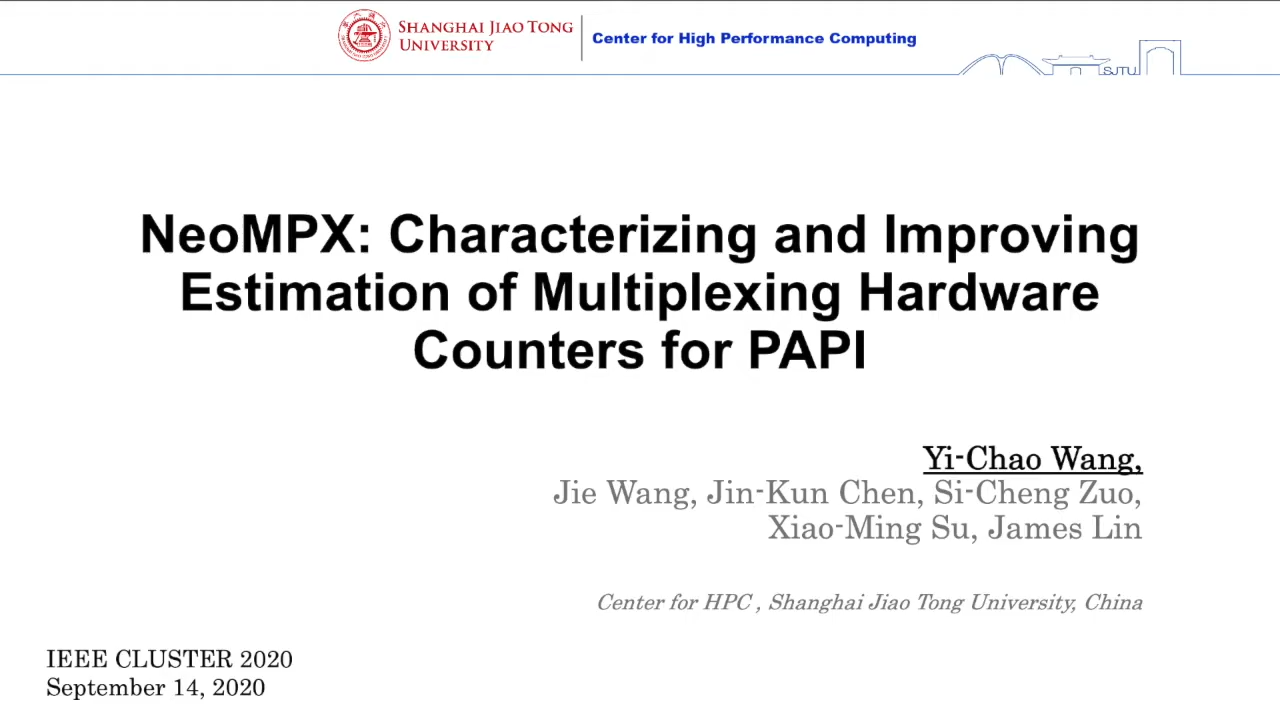 SHANGHAI JIAO TONG
UNIVERSITY
Center for High Performance Computing
SJTU
NeoMPX: Characterizing and Improving
Estimation of Multiplexing Hardware
Counters for PAPI
Yi-Chao Wang,
Jie Wang, Jin-Kun Chen, Si-Cheng Zuo,
Xiao-Ming Su, James Lin
Center for HPC , Shanghai Jiao Tong University, China
IEEE CLUSTER 2020
September 14, 2020